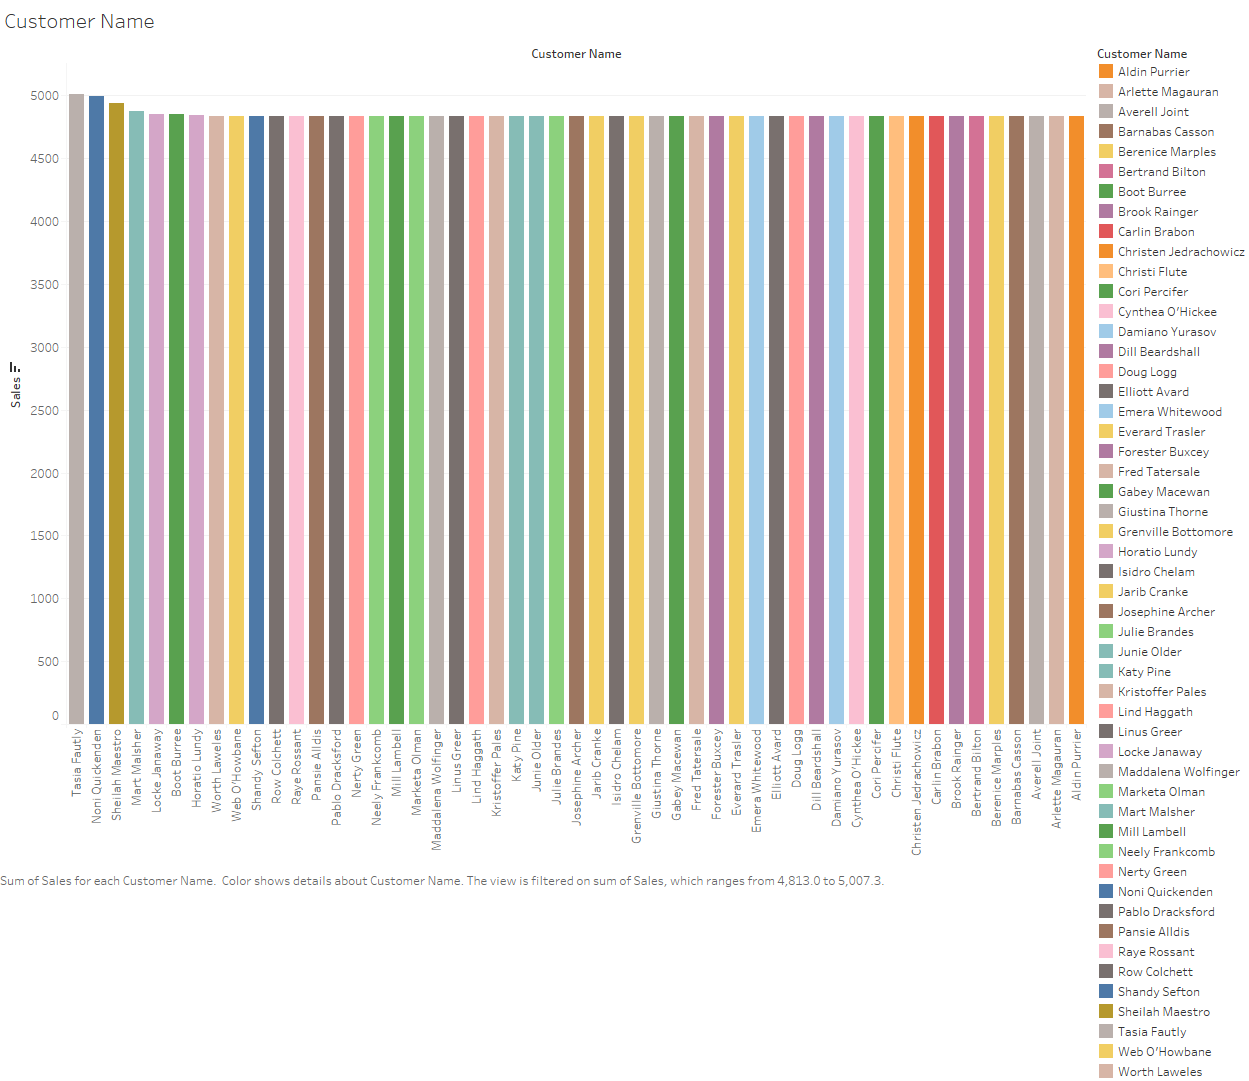 Customer Name
Customer Name
5000
4500
4000
3500
3000
2500
2000
1500
1000
500
0
Sales
Tasia Fautly
Noni Quickenden
Sheilah Maestro
Mart Malsher
Locke Janaway
Boot Burree
Horatio Lundy
Worth Laweles
Web O'Howbane
Shandy Sefton
Row Colchett
Raye Rossant
Pansie Alldis
Pablo Dracksford
Nerty Green
Neely Frankcomb
Mill Lambell
Marketa Olman
Maddalena Wolfinger
Linus Greer
Lind Haggath
Kristoffer Pales
Katy Pine
Junie Older
Julie Brandes
Josephine Archer
Jarib Cranke
Isidro Chelam
Grenville Bottomore
Giustina Thorne
Gabey Macewan
Fred Tatersale
Forester Buxcey
Everard Trasler
Emera Whitewood
Elliott Avard
Doug Logg
Dill Beardshall
Damiano Yurasov
Cynthea O'Hickee
Cori Percifer
Christi Flute
Christen Jedrachowicz
Carlin Brabon
Brook Rainger
Bertrand Bilton
Berenice Marples
Barnabas Casson
Averell Joint
Arlette Magauran
Aldin Purrier
Sum of Sales for each Customer Name.  Color shows details about Customer Name. The view is filtered on sum of Sales, which ranges from 4,813.0 to 5,007.3.
Customer Name
Aldin Purrier
Arlette Magauran
Averell Joint
Barnabas Casson
Berenice Marples
Bertrand Bilton
Boot Burree
Brook Rainger
Carlin Brabon
Christen Jedrachowicz
Christi Flute
Cori Percifer
Cynthea O'Hickee
Damiano Yurasov
Dill Beardshall
Doug Logg
Elliott Avard
Emera Whitewood
Everard Trasler
Forester Buxcey
Fred Tatersale
Gabey Macewan
Giustina Thorne
Grenville Bottomore
Horatio Lundy
Isidro Chelam
Jarib Cranke
Josephine Archer
Julie Brandes
Junie Older
Katy Pine
Kristoffer Pales
Lind Haggath
Linus Greer
Locke Janaway
Maddalena Wolfinger
Marketa Olman
Mart Malsher
Mill Lambell
Neely Frankcomb
Nerty Green
Noni Quickenden
Pablo Dracksford
Pansie Alldis
Raye Rossant
Row Colchett
Shandy Sefton
Sheilah Maestro
Tasia Fautly
Web O'Howbane
Worth Laweles